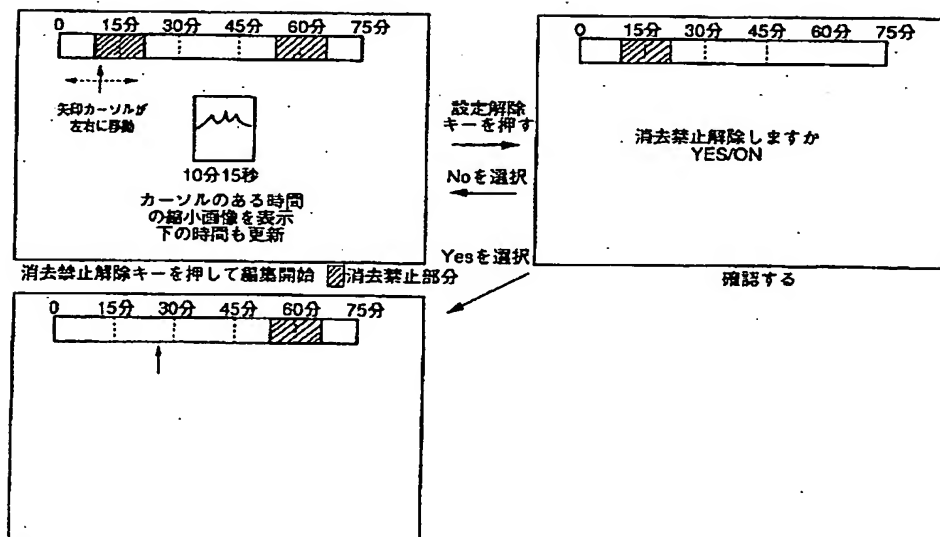 0 15分 30分 45分 60分 75分
矢印カーソルが
左右に移動
10分15秒
カーソルのある時間
の縮小画像を表示
下の時間も更新
消去禁止解除キーを押して編集開始 消去禁止部分
設定解除
キーを押す
Noを選択
Yesを選択
0 15分 30分 45分 60分 75分
消去禁止解除しますか
YES/ON
確認する
0 15分 30分 45分 60分 75分